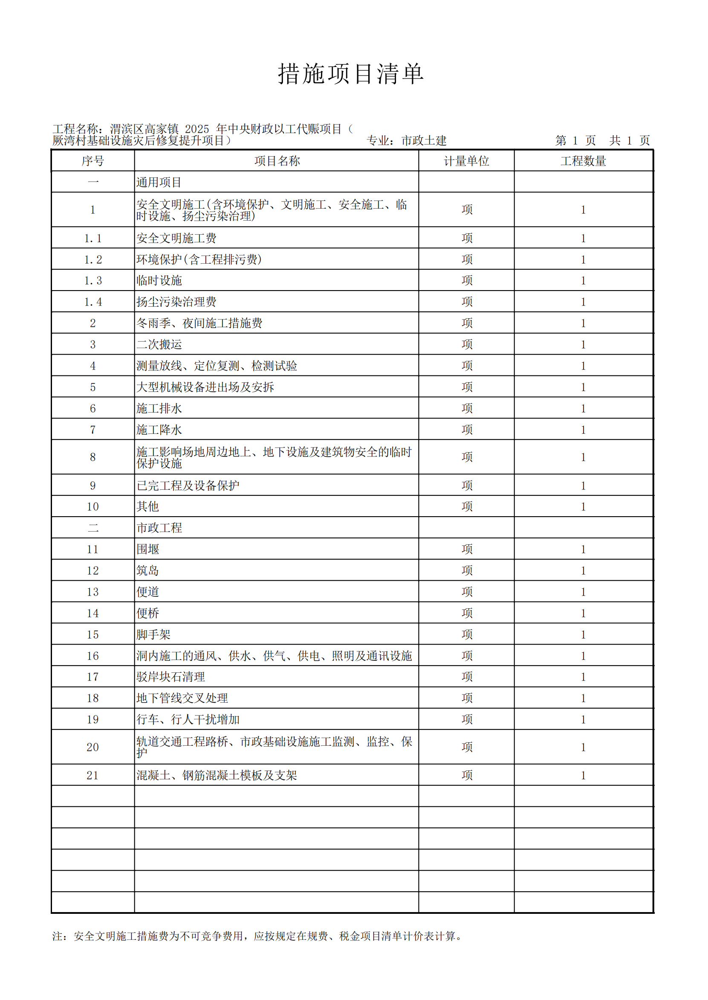 措施项目清单
工程名称：渭滨区高家镇 2025 年中央财政以工代赈项目（
厥湾村基础设施灾后修复提升项目） 专业：市政土建 第 1 页 共 1 页
序号 项目名称 计量单位 工程数量
一 通用项目
1 安全文明施工(含环境保护、文明施工、安全施工、临 项 1
时设施、扬尘污染治理)
1.1 安全文明施工费 项 1
1.2 环境保护(含工程排污费) 项 1
1.3 临时设施 项 1
1.4 扬尘污染治理费 项 1
2 冬雨季、夜间施工措施费 项 1
3 二次搬运 项 1
4 测量放线、定位复测、检测试验 项 1
5 大型机械设备进出场及安拆 项 1
6 施工排水 项 1
7 施工降水 项 1
8 施工影响场地周边地上、地下设施及建筑物安全的临时 项 1
保护设施
9 已完工程及设备保护 项 1
10 其他 项 1
二 市政工程
11 围堰 项 1
12 筑岛 项 1
13 便道 项 1
14 便桥 项 1
15 脚手架 项 1
16 洞内施工的通风、供水、供气、供电、照明及通讯设施 项 1
17 驳岸块石清理 项 1
18 地下管线交叉处理 项 1
19 行车、行人干扰增加 项 1
20 轨道交通工程路桥、市政基础设施施工监测、监控、保 项 1
护
21 混凝土、钢筋混凝土模板及支架 项 1
注：安全文明施工措施费为不可竞争费用，应按规定在规费、税金项目清单计价表计算。